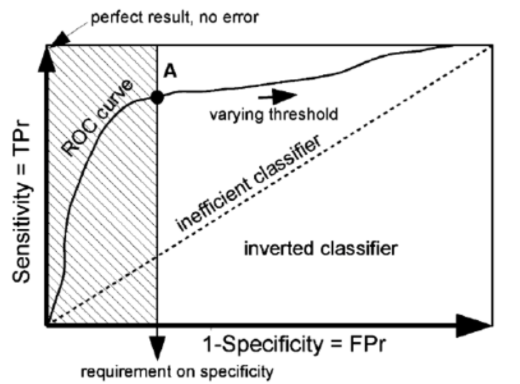 perfect result, no error
A
ROC curve
varying threshold
Sensitivity = TPr
inefficient classifier
inverted classifier
1-Specificity = FPr
requirement on specificity